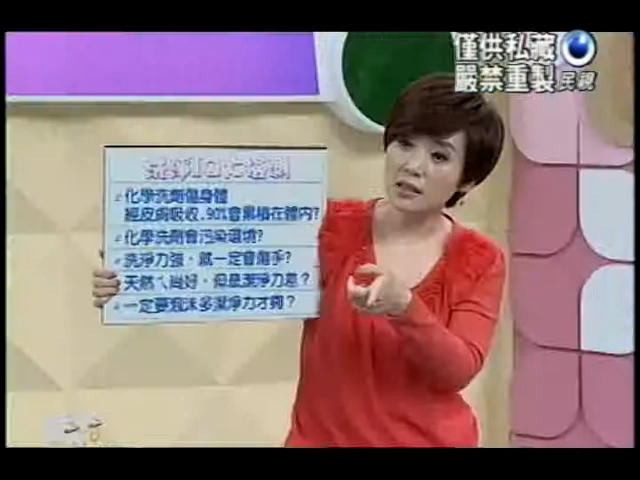 僅供私藏
嚴禁重製民視
化學洗劑傷身體
經皮膚吸收,90%會累積在體內?
化學洗劑會污染環境?
洗淨力強,就一定會傷手?
天然ㄟ尚好,但是潔淨力差?
一定要泡沫多潔淨力才夠?